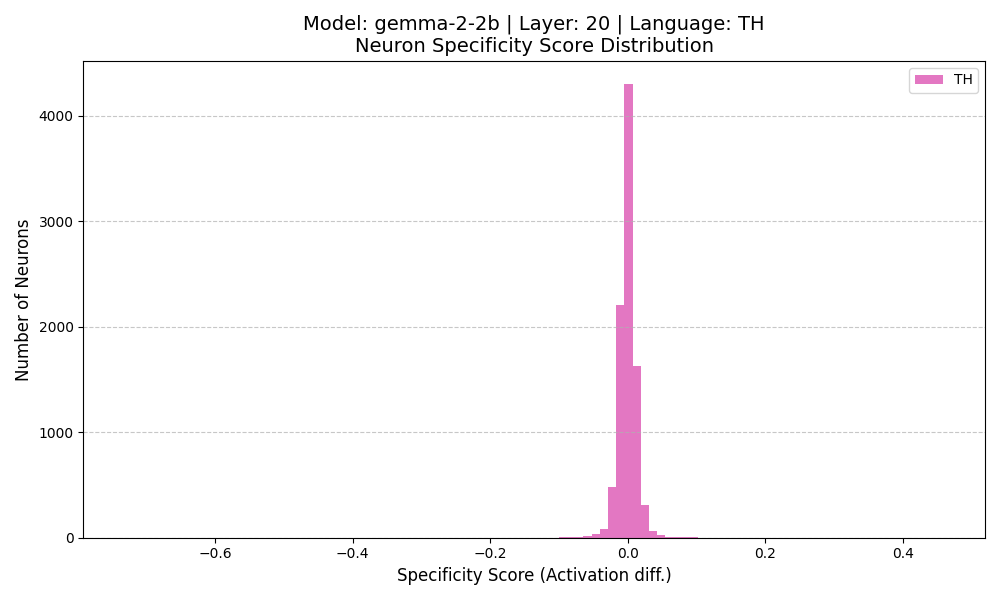 Model: gemma-2-2b | Layer: 20 | Language: TH
Neuron Specificity Score Distribution
TH
Number of Neurons
4000
3000
2000
1000
0
−0.6
−0.4
−0.2
0.0
0.2
0.4
Specificity Score (Activation diff.)